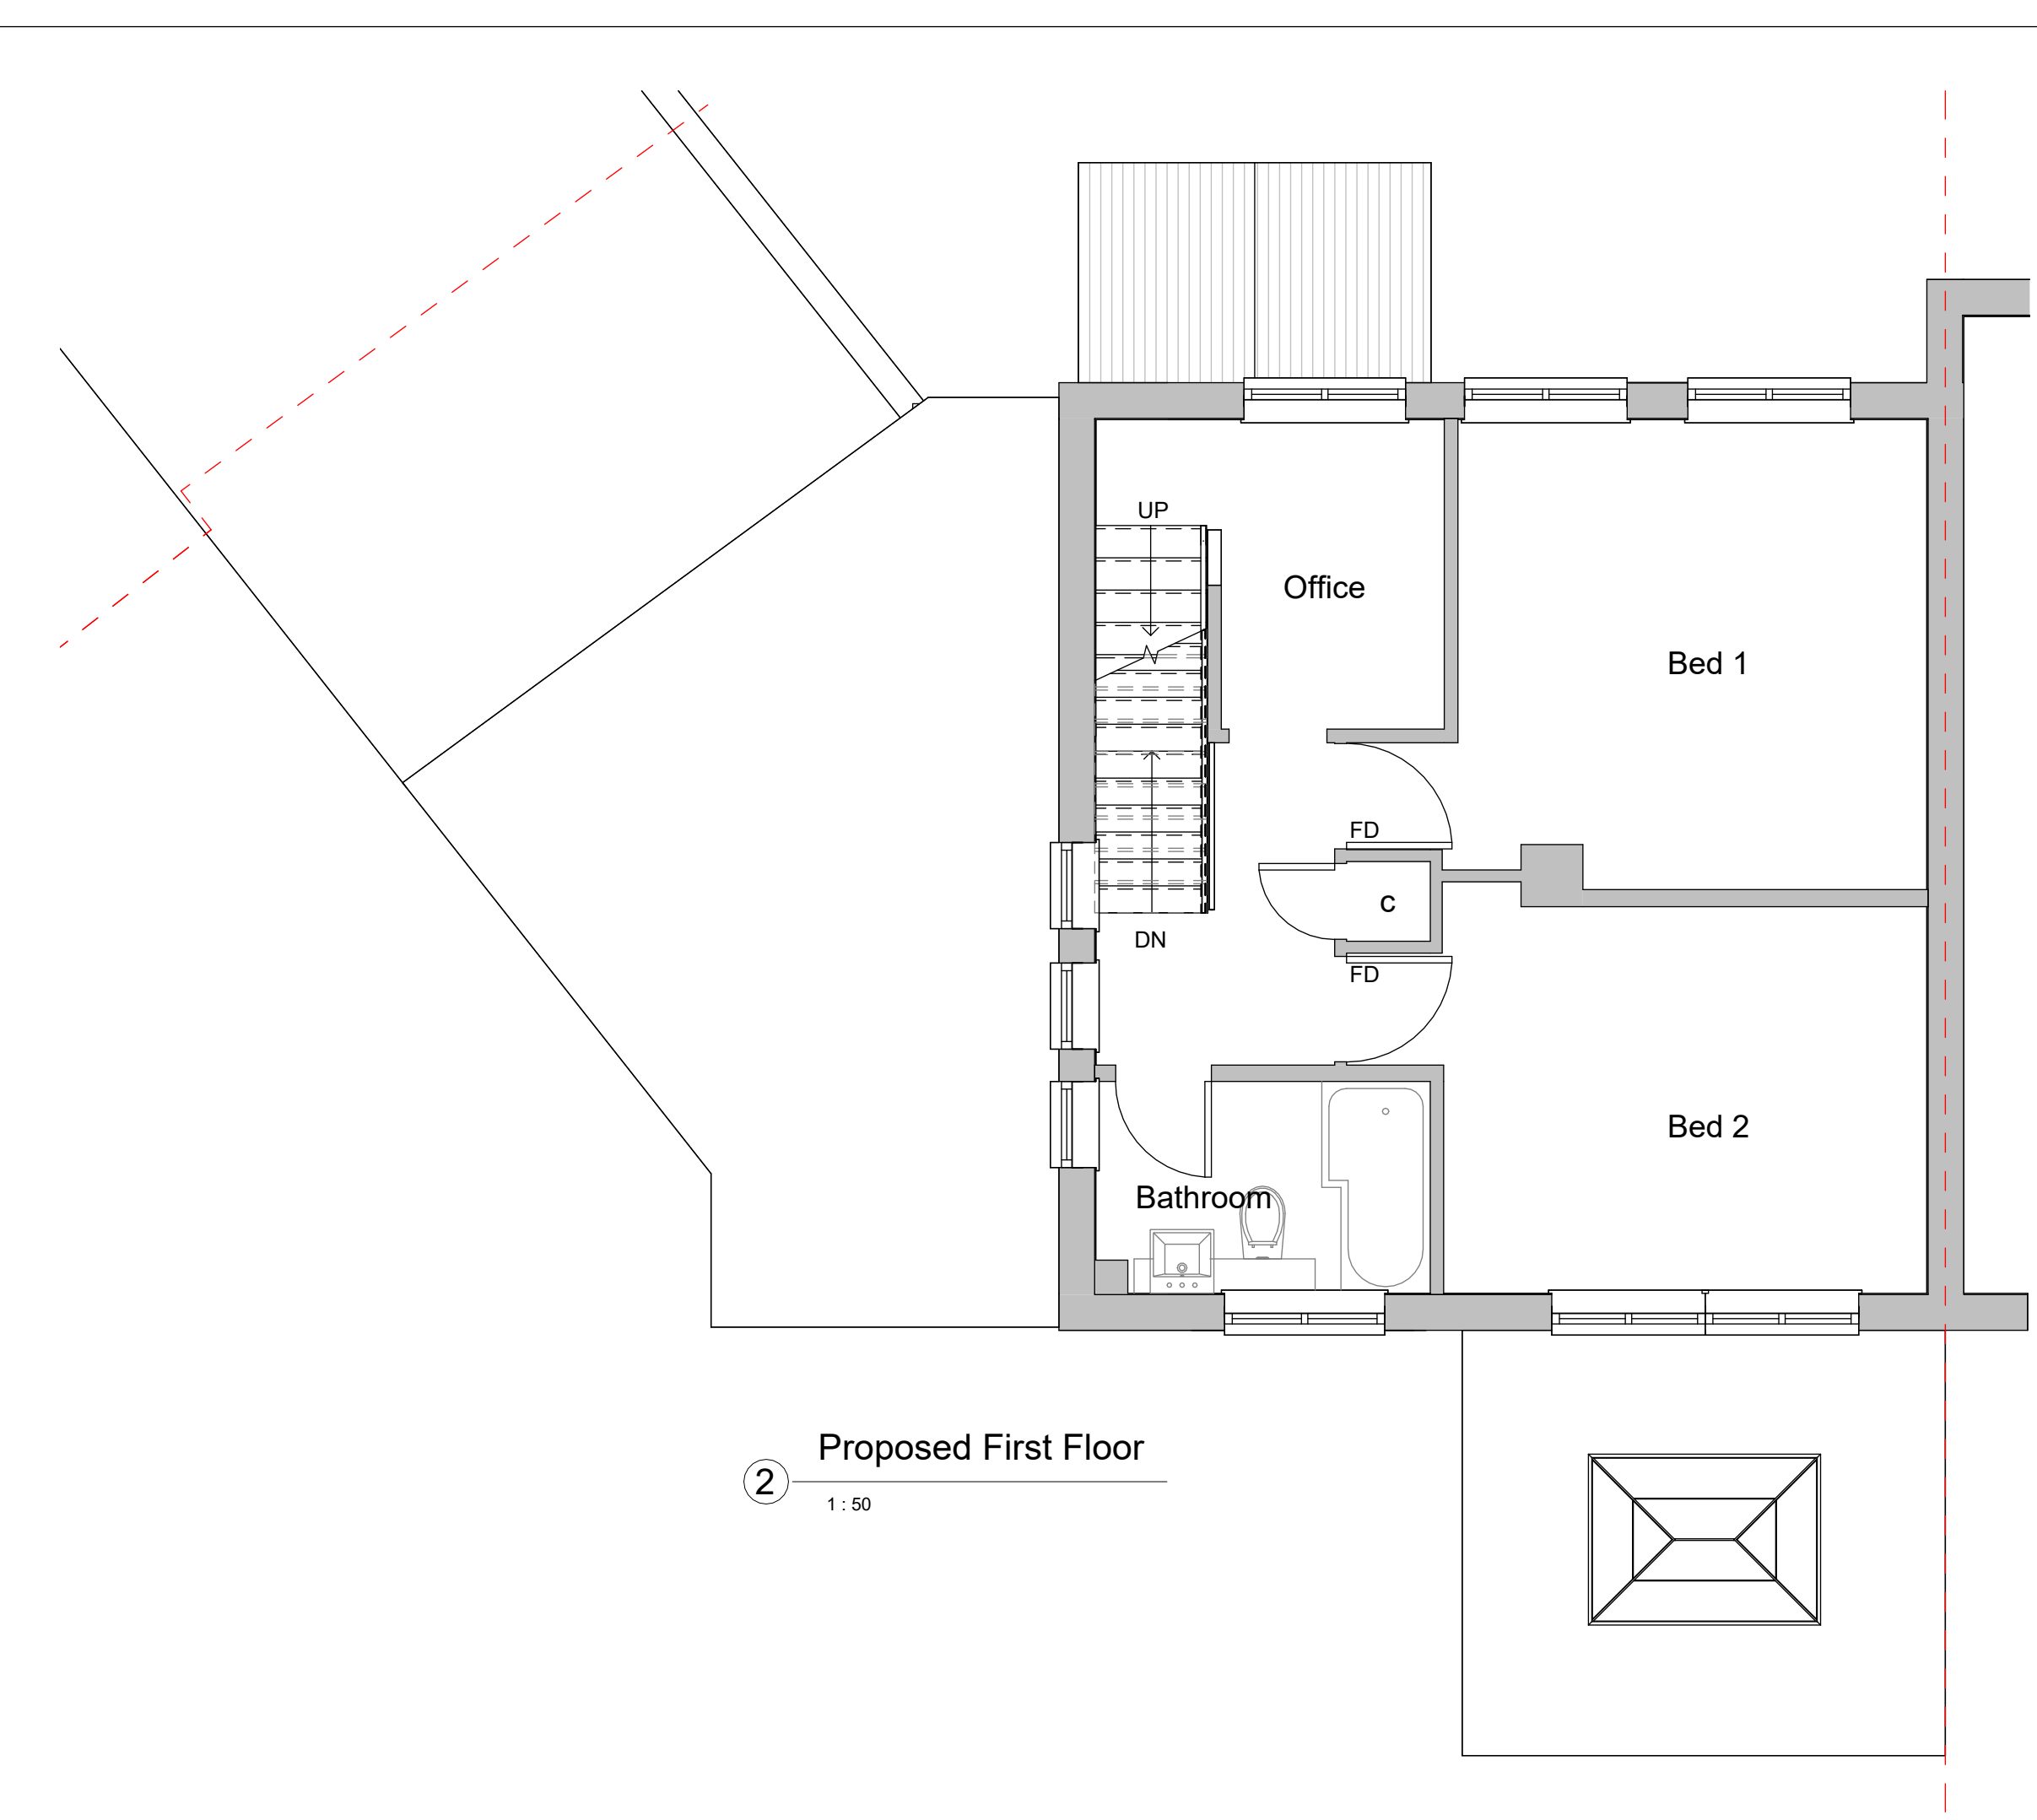 UP
Office
Bed 1
FD
c
DN
FD
Bed 2
Bathroom
Proposed First Floor
2
1 : 50